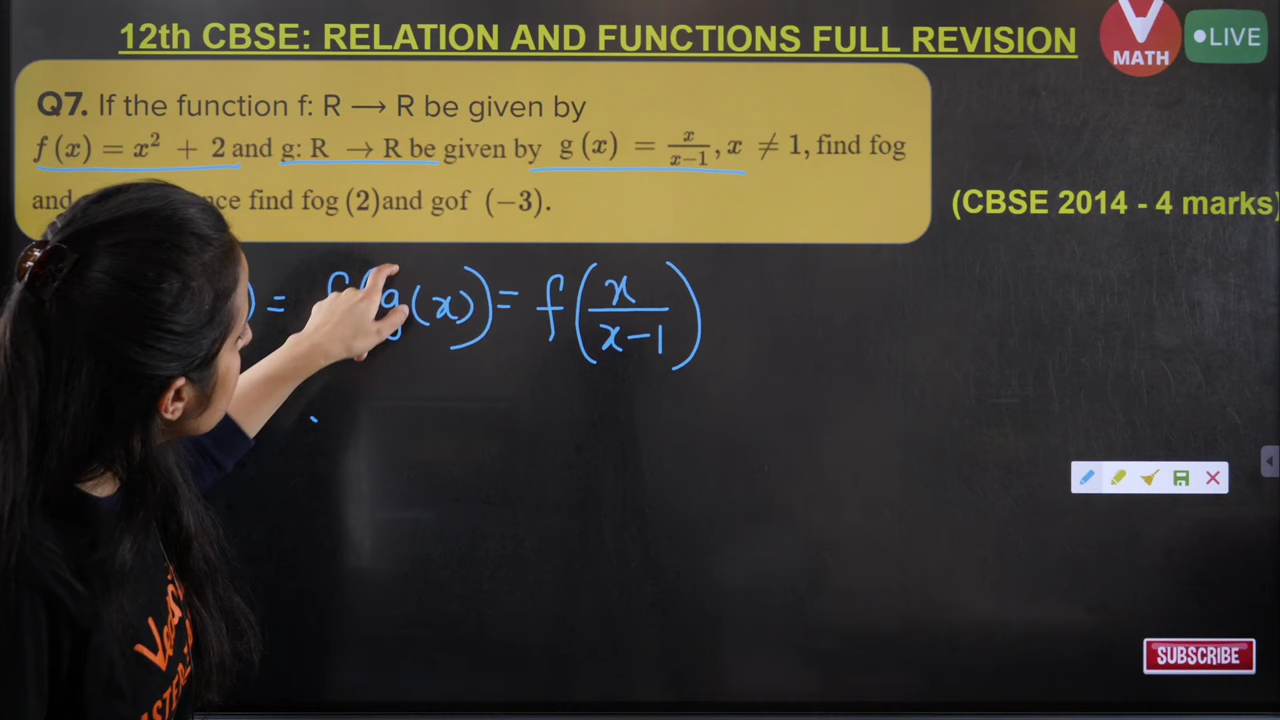 12th CBSE: RELATION AND FUNCTIONS FULL REVISION
V
MATH
●LIVE
Q7. If the function f: R → R be given by
f (x) = x² + 2 and g: R → R be given by g (x) = x/(x−1), x ≠ 1, find fog
and find fog (2)and gof (−3).
(CBSE 2014 - 4 marks)
) = g(x)) = f(x/(x−1))
SUBSCRIBE